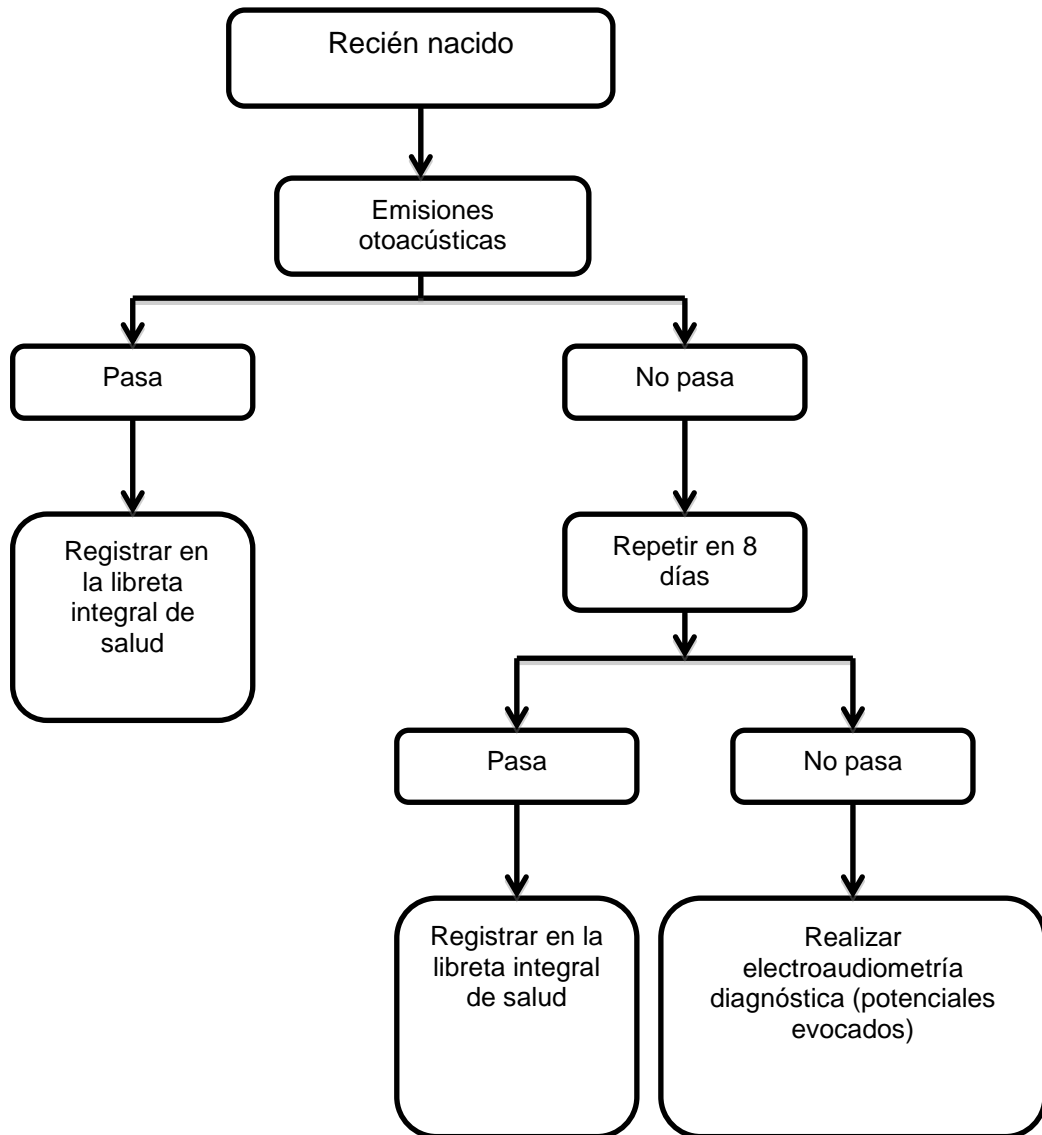 Recién nacido
Emisiones
otoacústicas
Pasa
No pasa
Registrar en
la libreta
integral de
salud
Repetir en 8
días
Pasa
No pasa
Registrar en la
libreta integral
de salud
Realizar
electroaudiometría
diagnóstica (potenciales
evocados)